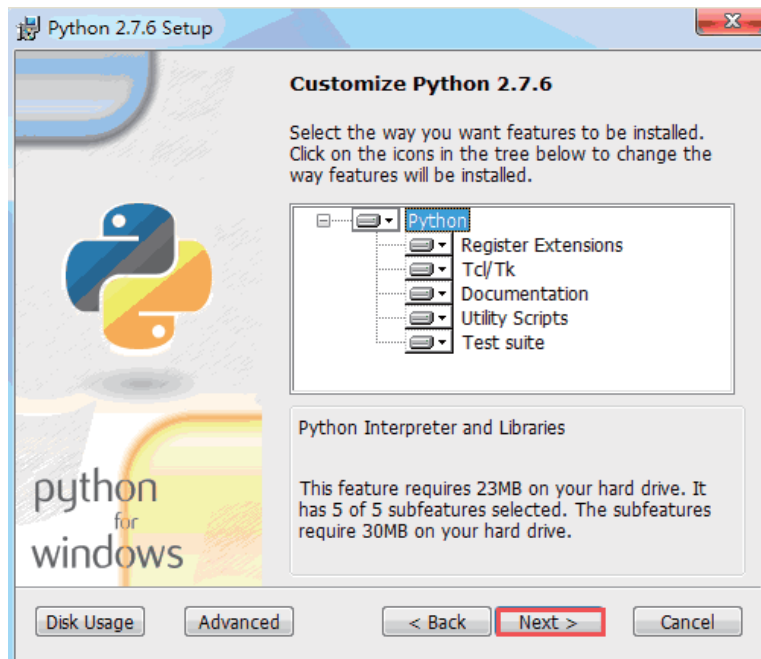 Python 2.7.6 Setup
Customize Python 2.7.6
Select the way you want features to be installed.
Click on the icons in the tree below to change the
way features will be installed.
Python
Register Extensions
Tcl/Tk
Documentation
Utility Scripts
Test suite
Python Interpreter and Libraries
This feature requires 23MB on your hard drive. It
has 5 of 5 subfeatures selected. The subfeatures
require 30MB on your hard drive.
python
for
windows
Disk Usage Advanced < Back Next > Cancel